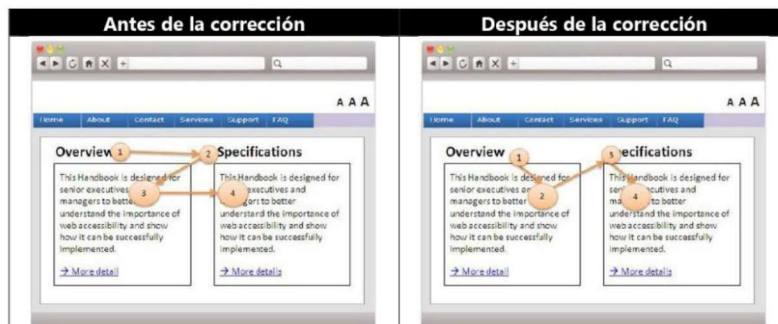 Antes de la corrección
A A A
Home About Contact Services Support FAQ
Overview 1
2 Specifications
This Handbook is designed for
senior executives
managers to better
understand the importance of
web accessibility and show
how it can be successfully
implemented.
→ More detail
3
This Handbook is designed for
executives and
managers to better
understand the importance of
web accessibility and show
how it can be successfully
implemented.
→ More details
4
Después de la corrección
A A A
Home About Contact Services Support FAQ
Overview 1
This Handbook is designed for
senior executives and
managers to better
understand the importance of
web accessibility and show
how it can be successfully
implemented.
→ More detail
2
ecifications
This Handbook is designed for
senior executives and
to better
understand the importance of
web accessibility and show
how it can be successfully
implemented.
→ More details
4